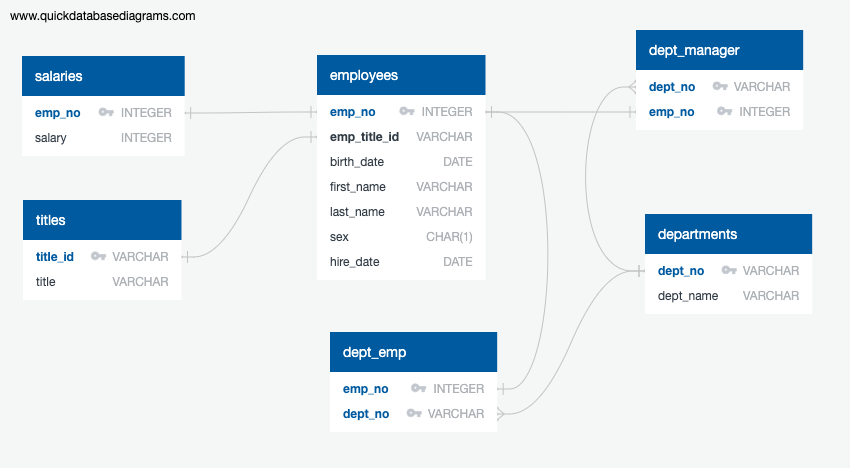 www.quickdatabasediagrams.com
salaries
emp_no INTEGER
salary INTEGER
titles
title_id VARCHAR
title VARCHAR
employees
emp_no INTEGER
emp_title_id VARCHAR
birth_date DATE
first_name VARCHAR
last_name VARCHAR
sex CHAR(1)
hire_date DATE
dept_emp
emp_no INTEGER
dept_no VARCHAR
dept_manager
dept_no VARCHAR
emp_no INTEGER
departments
dept_no VARCHAR
dept_name VARCHAR